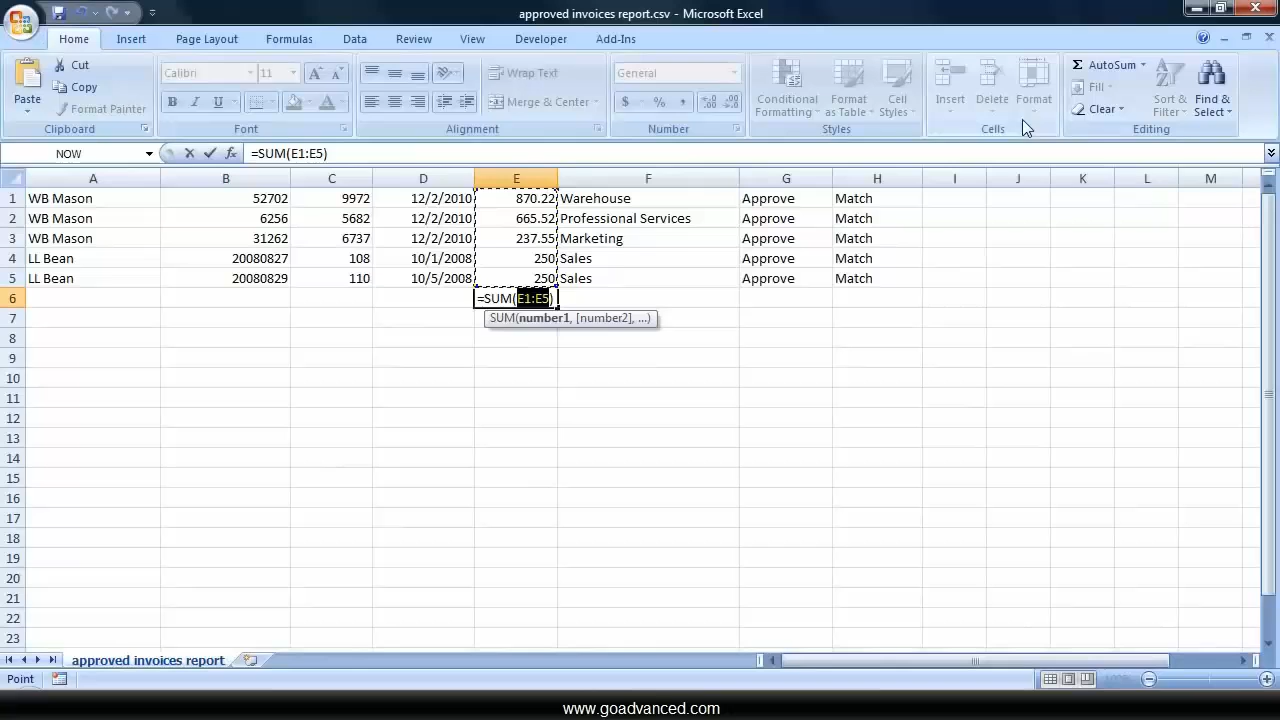 approved invoices report.csv - Microsoft Excel
Home Insert Page Layout Formulas Data Review View Developer Add-Ins
Paste
Cut
Copy
Format Painter
Clipboard
Calibri 11
B I U
Font
Wrap Text
Merge & Center
Alignment
General
$ % ,
Number
Conditional Formatting
Format as Table
Cell Styles
Styles
Insert
Delete
Format
Cells
Σ AutoSum
Fill
Clear
Sort & Filter
Find & Select
Editing
NOW fx =SUM(E1:E5)
A B C D E F G H I J K L M
1 WB Mason 52702 9972 12/2/2010 870.22 Warehouse Approve Match
2 WB Mason 6256 5682 12/2/2010 665.52 Professional Services Approve Match
3 WB Mason 31262 6737 12/2/2010 237.55 Marketing Approve Match
4 LL Bean 20080827 108 10/1/2008 250 Sales Approve Match
5 LL Bean 20080829 110 10/5/2008 250 Sales Approve Match
6 =SUM(E1:E5)
7 SUM(number1, [number2], ...)
8
9
10
11
12
13
14
15
16
17
18
19
20
21
22
23
approved invoices report
Point
www.goadvanced.com